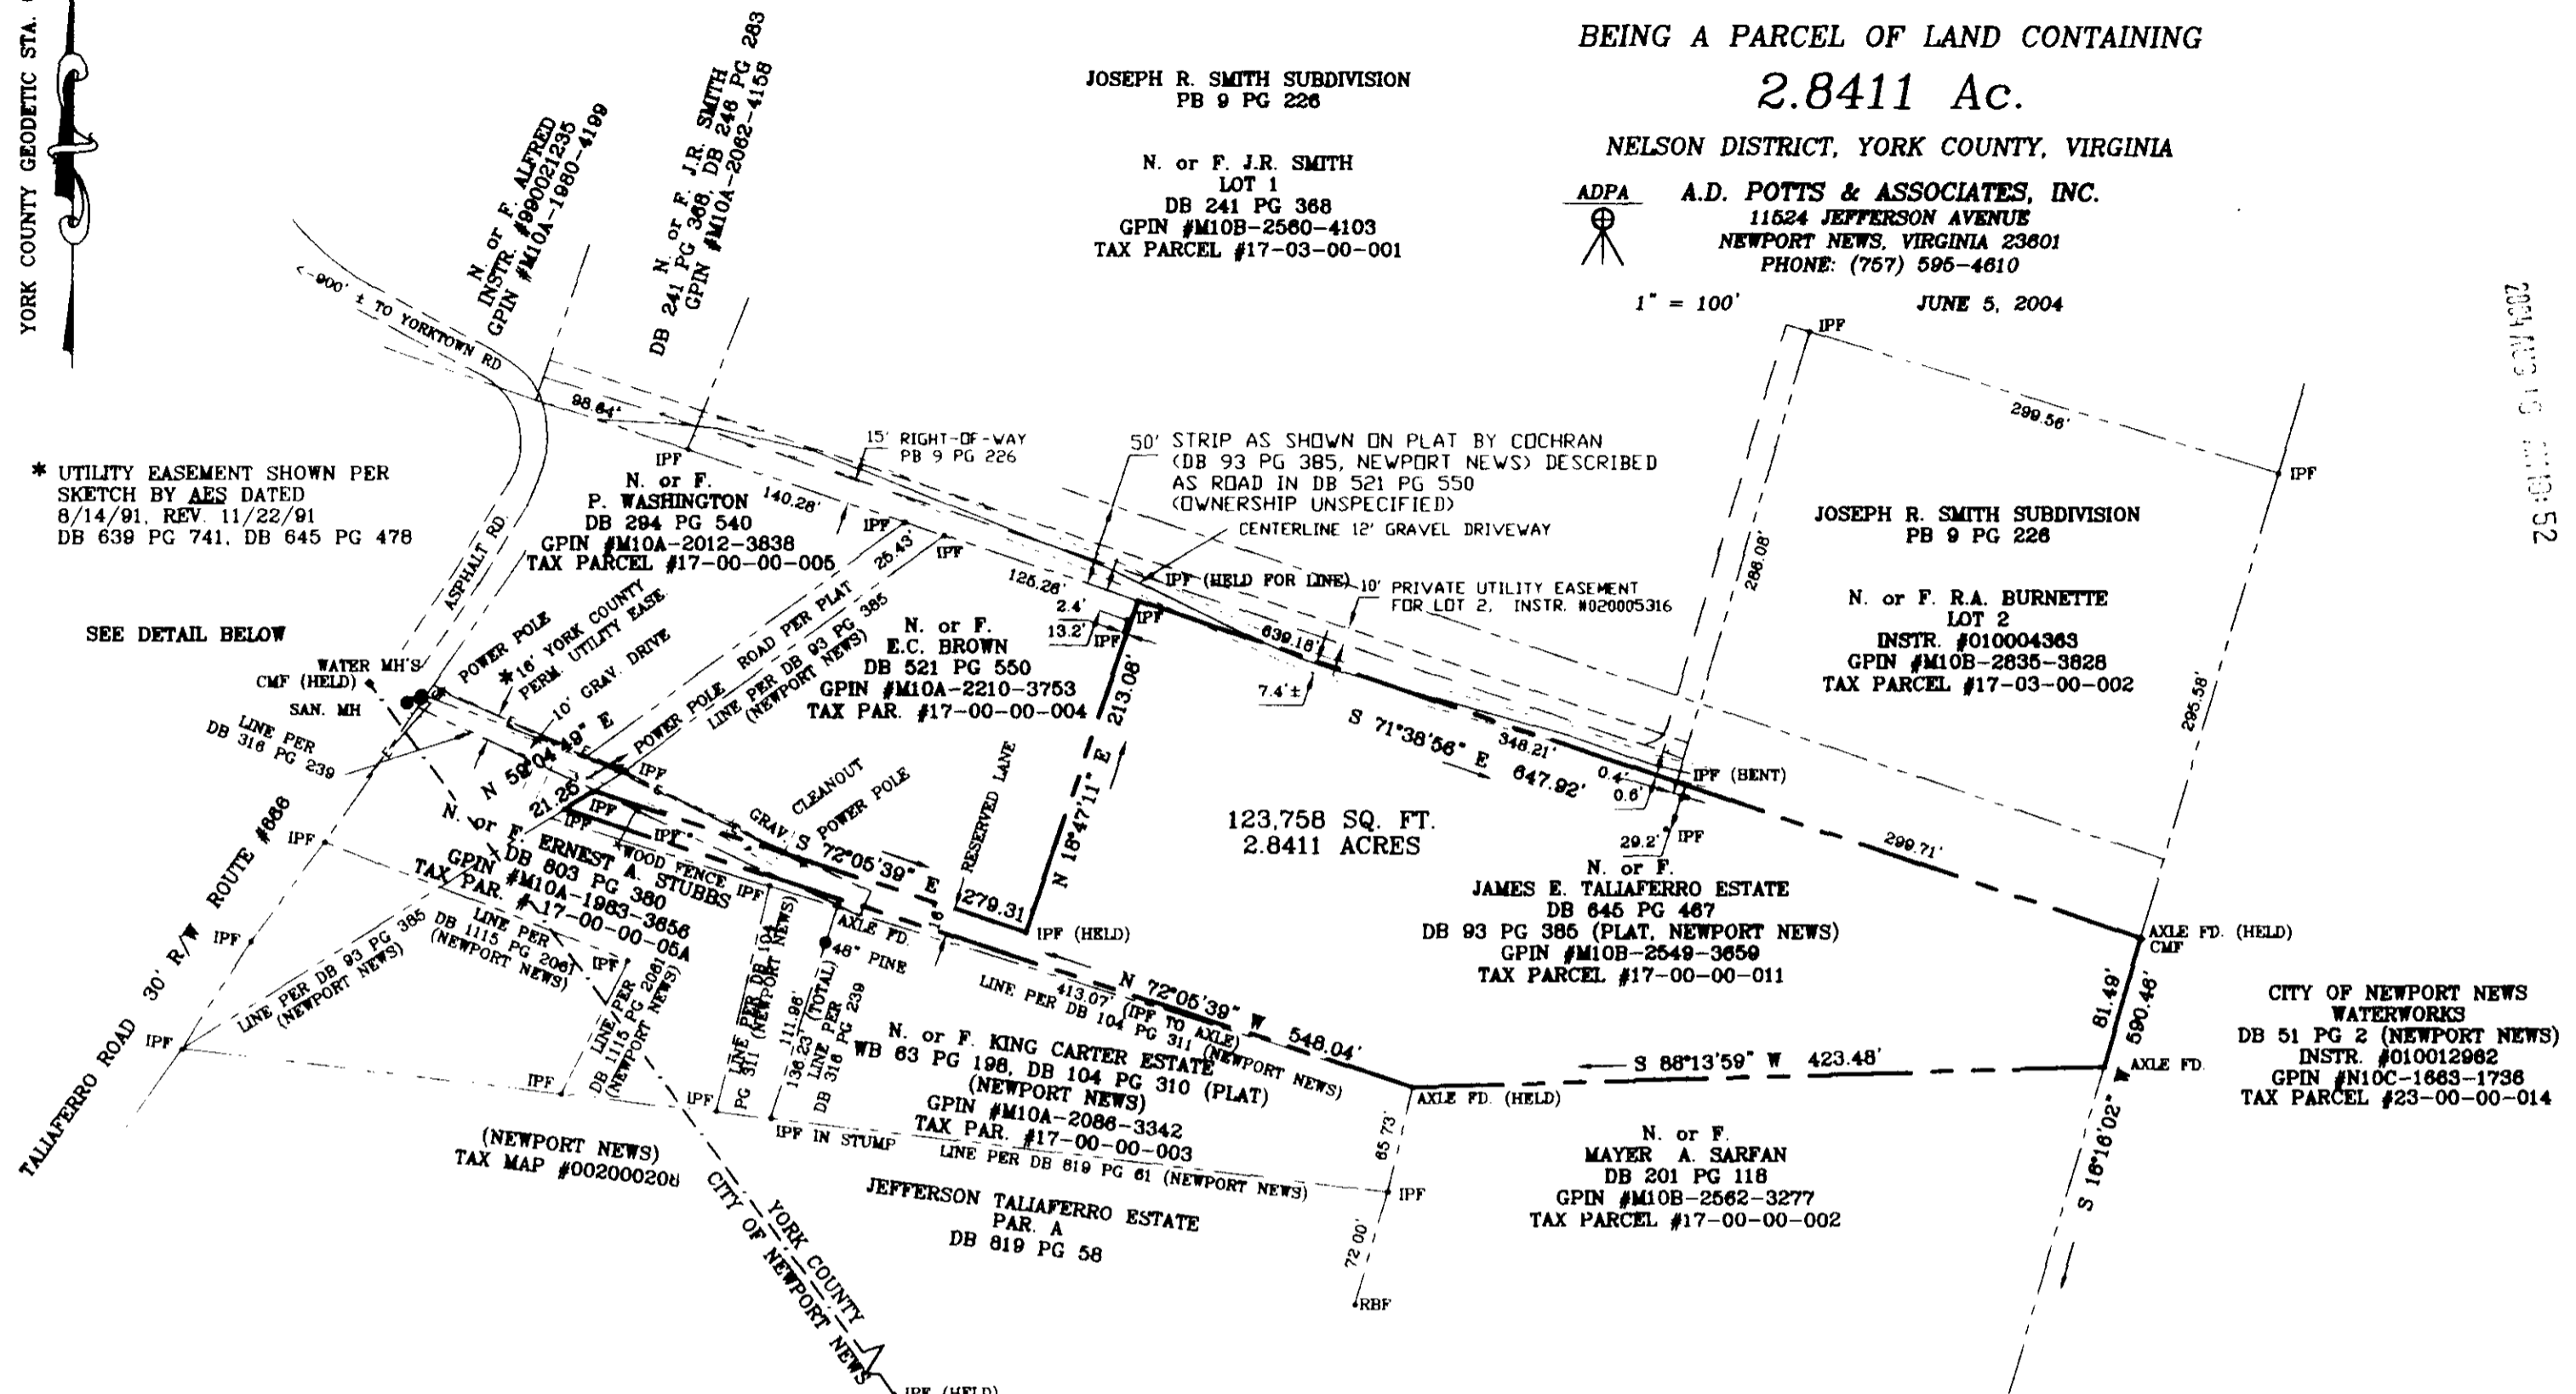 YORK COUNTY GEODETIC STA.
BEING A PARCEL OF LAND CONTAINING
2.8411 Ac.
NELSON DISTRICT, YORK COUNTY, VIRGINIA
ADPA
A.D. POTTS & ASSOCIATES, INC.
11524 JEFFERSON AVENUE
NEWPORT NEWS, VIRGINIA 23601
PHONE: (757) 595-4610
1" = 100'
JUNE 5, 2004
JOSEPH R. SMITH SUBDIVISION
PB 9 PG 226
N. or F. J.R. SMITH
LOT 1
DB 241 PG 368
GPIN #M10B-2560-4103
TAX PARCEL #17-03-00-001
N. or F. ALFRED
INSTR. #990021235
GPIN #M10A-1980-4199
N. or F. J.R. SMITH
DB 241 PG 368, DB 246 PG 283
GPIN #M10A-2062-4158
<-900' ± TO YORKTOWN RD
98.64'
IPF
IPF
299.56'
IPF
15' RIGHT-OF-WAY
PB 9 PG 226
50' STRIP AS SHOWN ON PLAT BY COCHRAN
(DB 93 PG 385, NEWPORT NEWS) DESCRIBED
AS ROAD IN DB 521 PG 550
(OWNERSHIP UNSPECIFIED)
CENTERLINE 12' GRAVEL DRIVEWAY
* UTILITY EASEMENT SHOWN PER
SKETCH BY AES DATED
8/14/91, REV. 11/22/91
DB 639 PG 741, DB 645 PG 478
N. or F.
P. WASHINGTON
DB 294 PG 540
GPIN #M10A-2012-3838
TAX PARCEL #17-00-00-005
140.28'
IPF
25.43'
IPF
125.26'
IPF (HELD FOR LINE)
10' PRIVATE UTILITY EASEMENT
FOR LOT 2, INSTR. #020005316
286.08'
JOSEPH R. SMITH SUBDIVISION
PB 9 PG 226
N. or F. R.A. BURNETTE
LOT 2
INSTR. #010004363
GPIN #M10B-2835-3828
TAX PARCEL #17-03-00-002
295.58'
ASPHALT RD.
SEE DETAIL BELOW
WATER MH'S
CMF (HELD)
SAN. MH
POWER POLE
*16' YORK COUNTY
PERM. UTILITY EASE.
10' GRAV. DRIVE
POWER POLE
ROAD PER PLAT
LINE PER DB 93 PG 385
(NEWPORT NEWS)
N. or F.
E.C. BROWN
DB 521 PG 550
GPIN #M10A-2210-3753
TAX PAR. #17-00-00-004
2.4'
13.2'
IPF
IPF
639.18'
7.4'±
N 18°47'11" E 213.08'
S 71°38'56" E 647.92'
348.21'
0.4'
0.6'
IPF (BENT)
29.2'
IPF
299.71'
LINE PER
DB 316 PG 239
N 59°04'49" E
21.25'
IPF
IPF
IPF
IPF
CLEANOUT
POWER POLE
GRAV
S 72°05'39" E
279.31
RESERVED LANE
IPF (HELD)
123,758 SQ. FT.
2.8411 ACRES
N. or F.
JAMES E. TALIAFERRO ESTATE
DB 645 PG 467
DB 93 PG 385 (PLAT, NEWPORT NEWS)
GPIN #M10B-2549-3659
TAX PARCEL #17-00-00-011
AXLE FD. (HELD)
CMF
81.49'
590.46'
AXLE FD.
S 16°16'02" W
CITY OF NEWPORT NEWS
WATERWORKS
DB 51 PG 2 (NEWPORT NEWS)
INSTR. #010012962
GPIN #N10C-1663-1736
TAX PARCEL #23-00-00-014
N. or F. ERNEST A. STUBBS
DB 803 PG 380
GPIN #M10A-1983-3656
TAX PAR. #17-00-00-05A
WOOD FENCE
IPF
AXLE FD.
48" PINE
TALIAFERRO ROAD 30' R/W ROUTE #686
IPF
IPF
IPF
LINE PER DB 93 PG 385
(NEWPORT NEWS)
LINE PER
DB 1115 PG 2061
(NEWPORT NEWS)
IPF
LINE/PER
DB 1115 PG 2061
(NEWPORT NEWS)
IPF
LINE PER DB 104
PG 311 (NEWPORT NEWS)
IPF
111.96'
136.23' (TOTAL)
LINE PER
DB 316 PG 239
IPF IN STUMP
N 72°05'39" W 548.04'
413.07' (IPF TO AXLE)
LINE PER DB 104 PG 311 (NEWPORT NEWS)
N. or F. KING CARTER ESTATE
WB 63 PG 198, DB 104 PG 310 (PLAT)
(NEWPORT NEWS)
GPIN #M10A-2086-3342
TAX PAR. #17-00-00-003
S 88°13'59" W 423.48'
AXLE FD. (HELD)
65.73'
LINE PER DB 819 PG 61 (NEWPORT NEWS)
IPF
72.00'
RBF
N. or F.
MAYER A. SARFAN
DB 201 PG 118
GPIN #M10B-2562-3277
TAX PARCEL #17-00-00-002
(NEWPORT NEWS)
JEFFERSON TALIAFERRO ESTATE
PAR. A
DB 819 PG 58
YORK COUNTY
CITY OF NEWPORT NEWS
IPF (HELD)